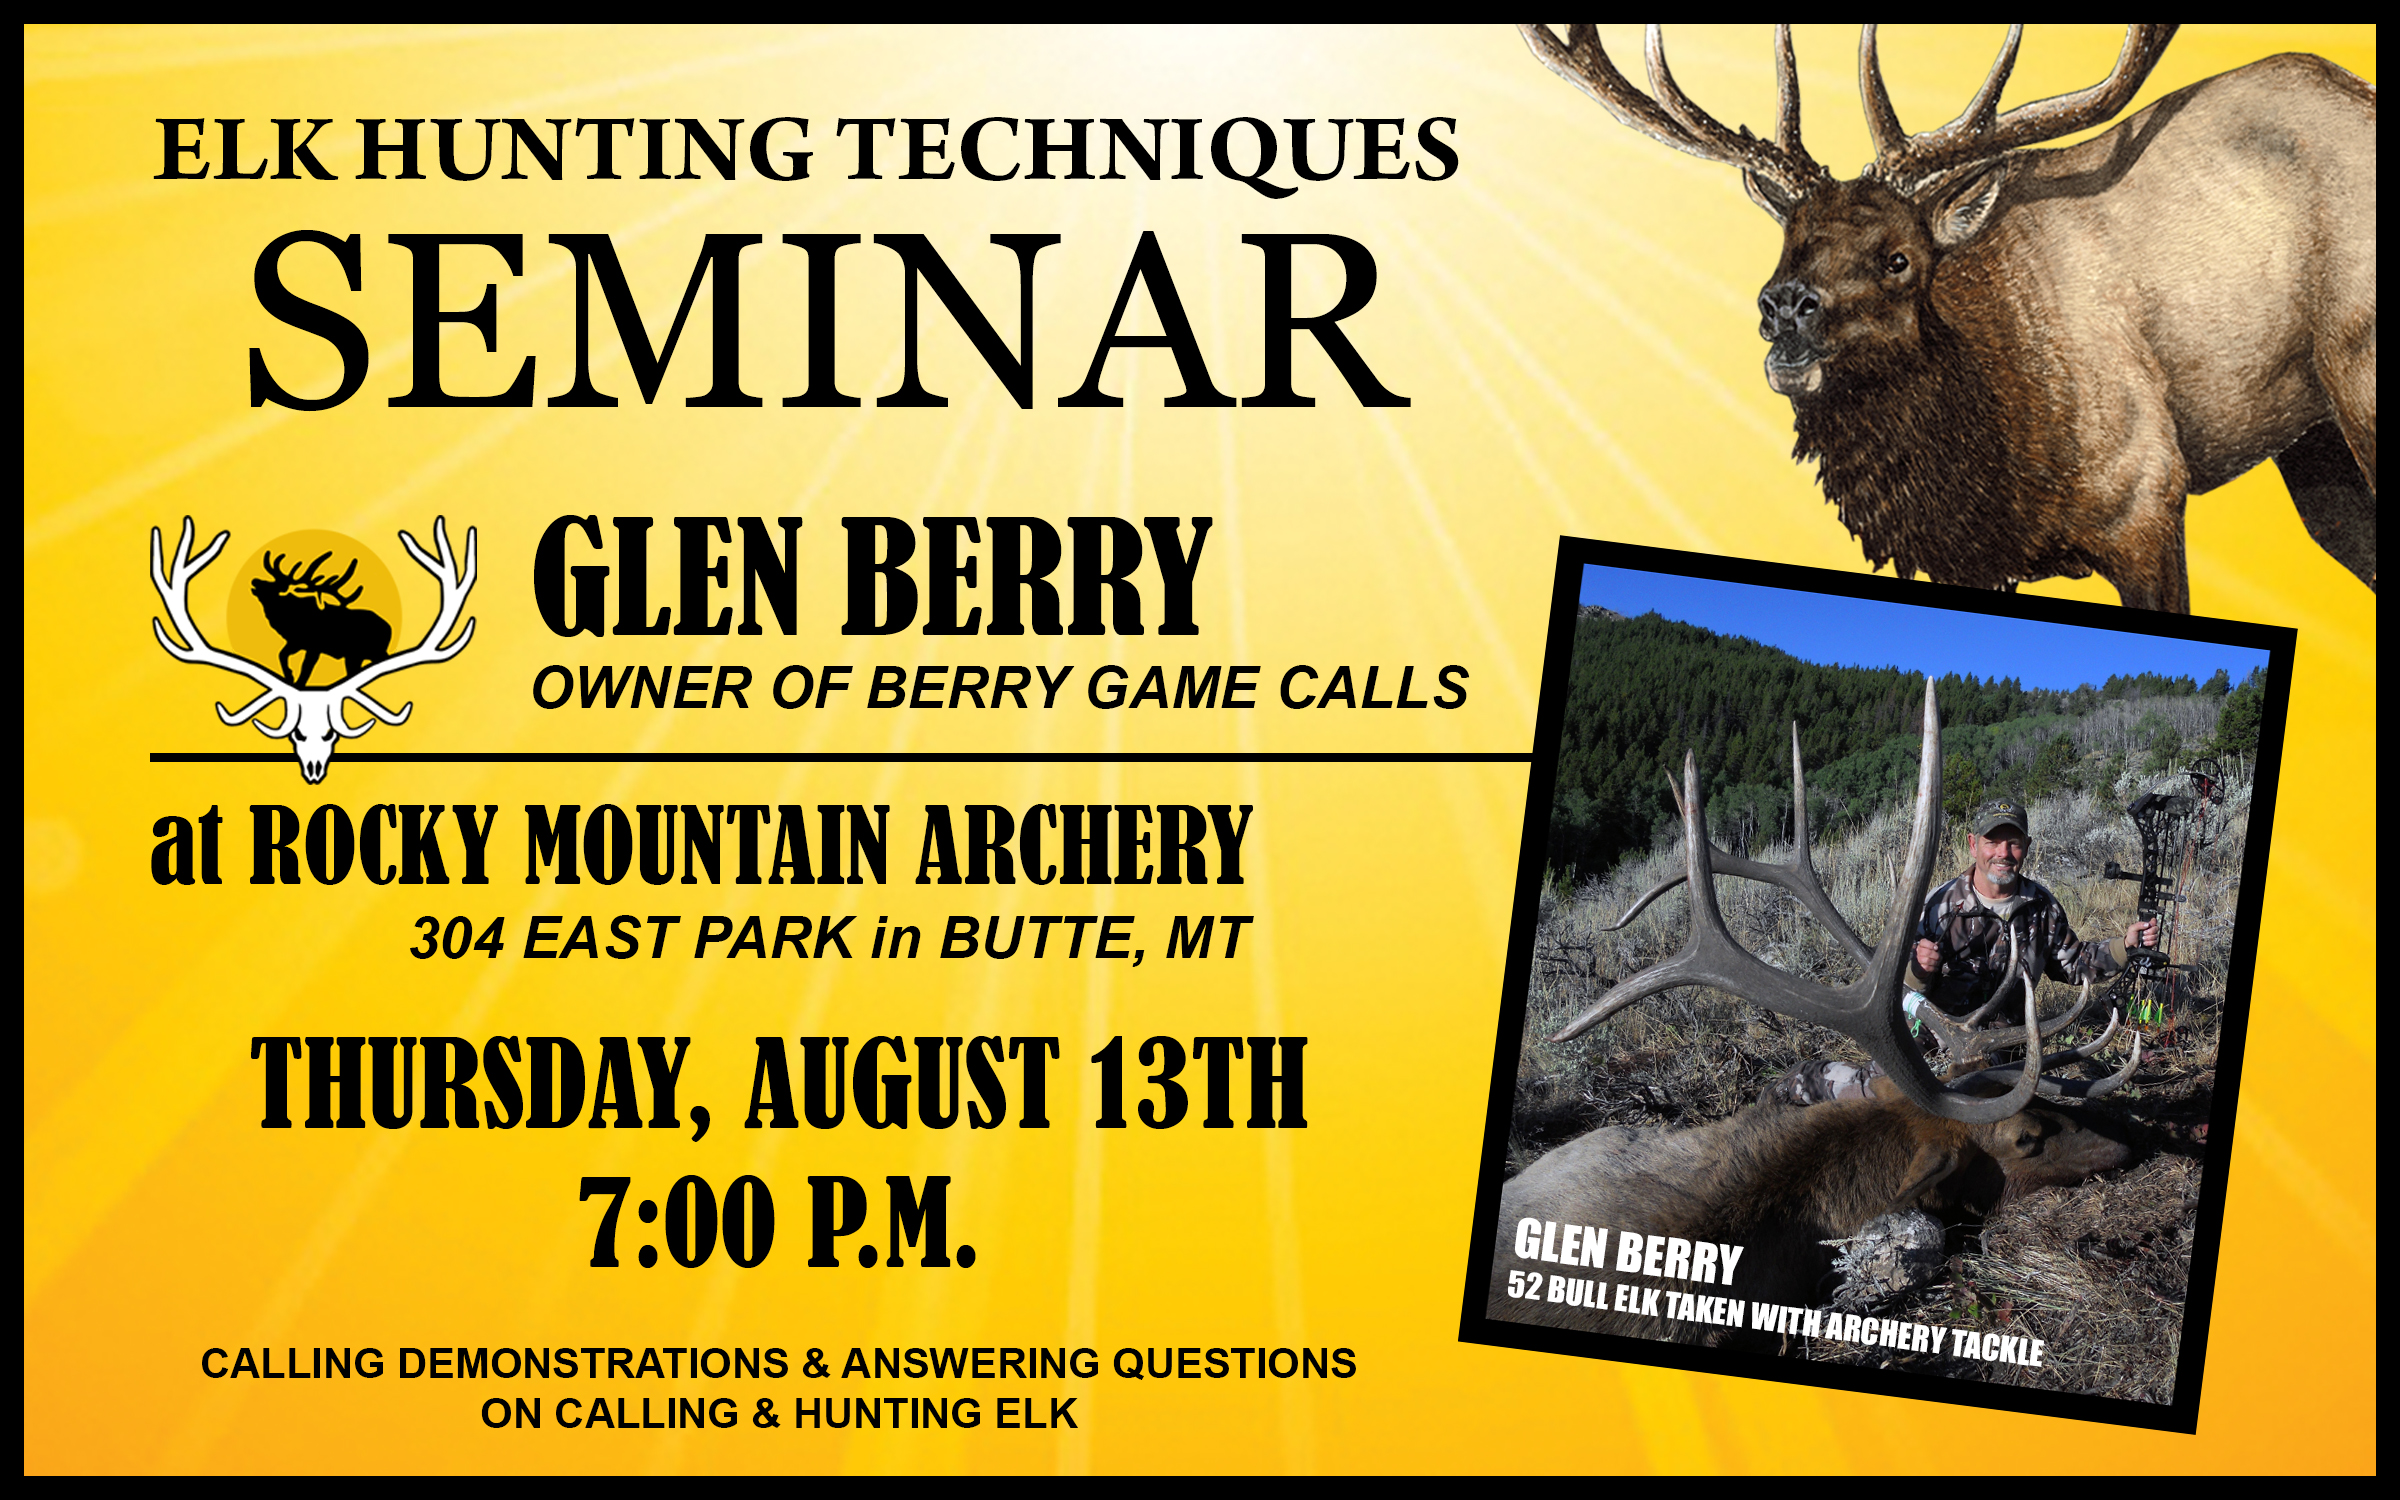 ELK HUNTING TECHNIQUES
SEMINAR
GLEN BERRY
OWNER OF BERRY GAME CALLS
at ROCKY MOUNTAIN ARCHERY
304 EAST PARK in BUTTE, MT
THURSDAY, AUGUST 13TH
7:00 P.M.
CALLING DEMONSTRATIONS & ANSWERING QUESTIONS
ON CALLING & HUNTING ELK
GLEN BERRY
52 BULL ELK TAKEN WITH ARCHERY TACKLE